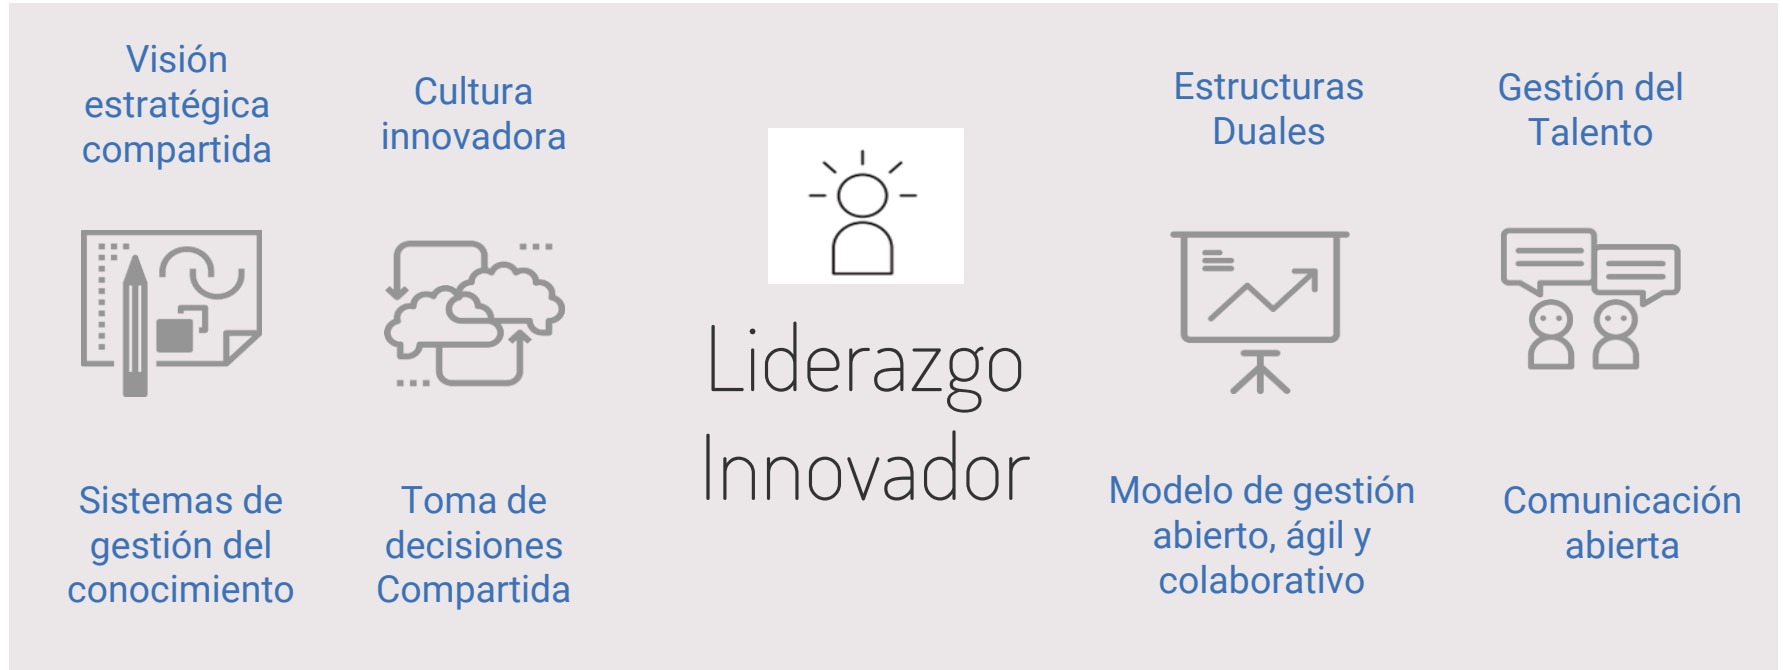 Visión
estratégica
compartida
Cultura
innovadora
Estructuras
Duales
Gestión del
Talento
Liderazgo
Innovador
Sistemas de
gestión del
conocimiento
Toma de
decisiones
Compartida
Modelo de gestión
abierto, ágil y
colaborativo
Comunicación
abierta